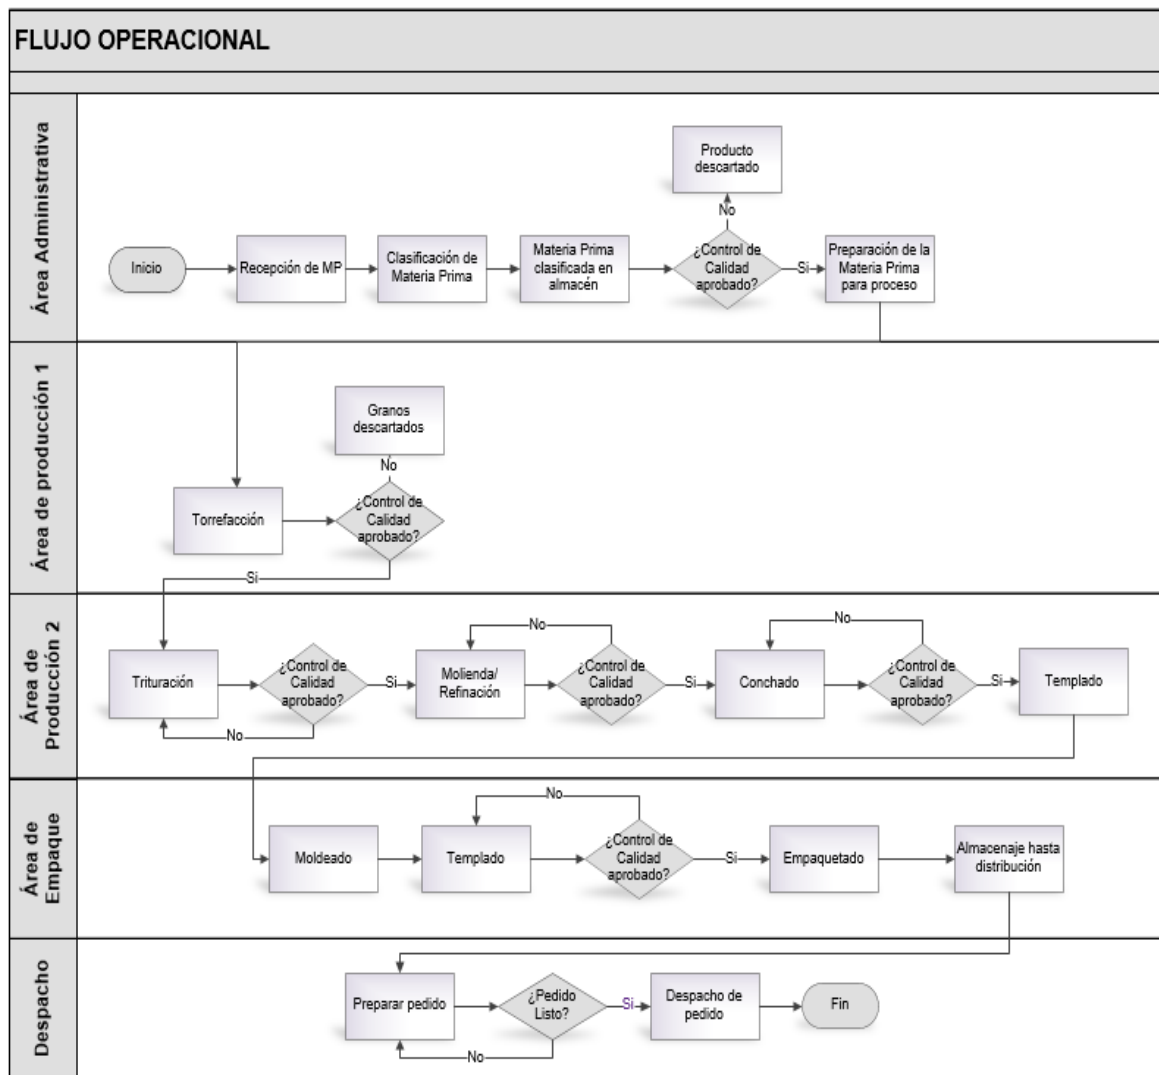 FLUJO OPERACIONAL
Área Administrativa
Producto
descartado
No
Inicio
Recepción de MP
Clasificación de
Materia Prima
Materia Prima
clasificada en
almacén
¿Control de
Calidad
aprobado?
Si
Preparación de la
Materia Prima
para proceso
Área de producción 1
Granos
descartados
No
Torrefacción
¿Control de
Calidad
aprobado?
Si
Área de
Producción 2
Trituración
¿Control de
Calidad
aprobado?
No
Si
Molienda/
Refinación
No
¿Control de
Calidad
aprobado?
Si
Conchado
No
¿Control de
Calidad
aprobado?
Si
Templado
Área de
Empaque
Moldeado
Templado
No
¿Control de
Calidad
aprobado?
Si
Empaquetado
Almacenaje hasta
distribución
Despacho
Preparar pedido
¿Pedido
Listo?
No
Si
Despacho de
pedido
Fin